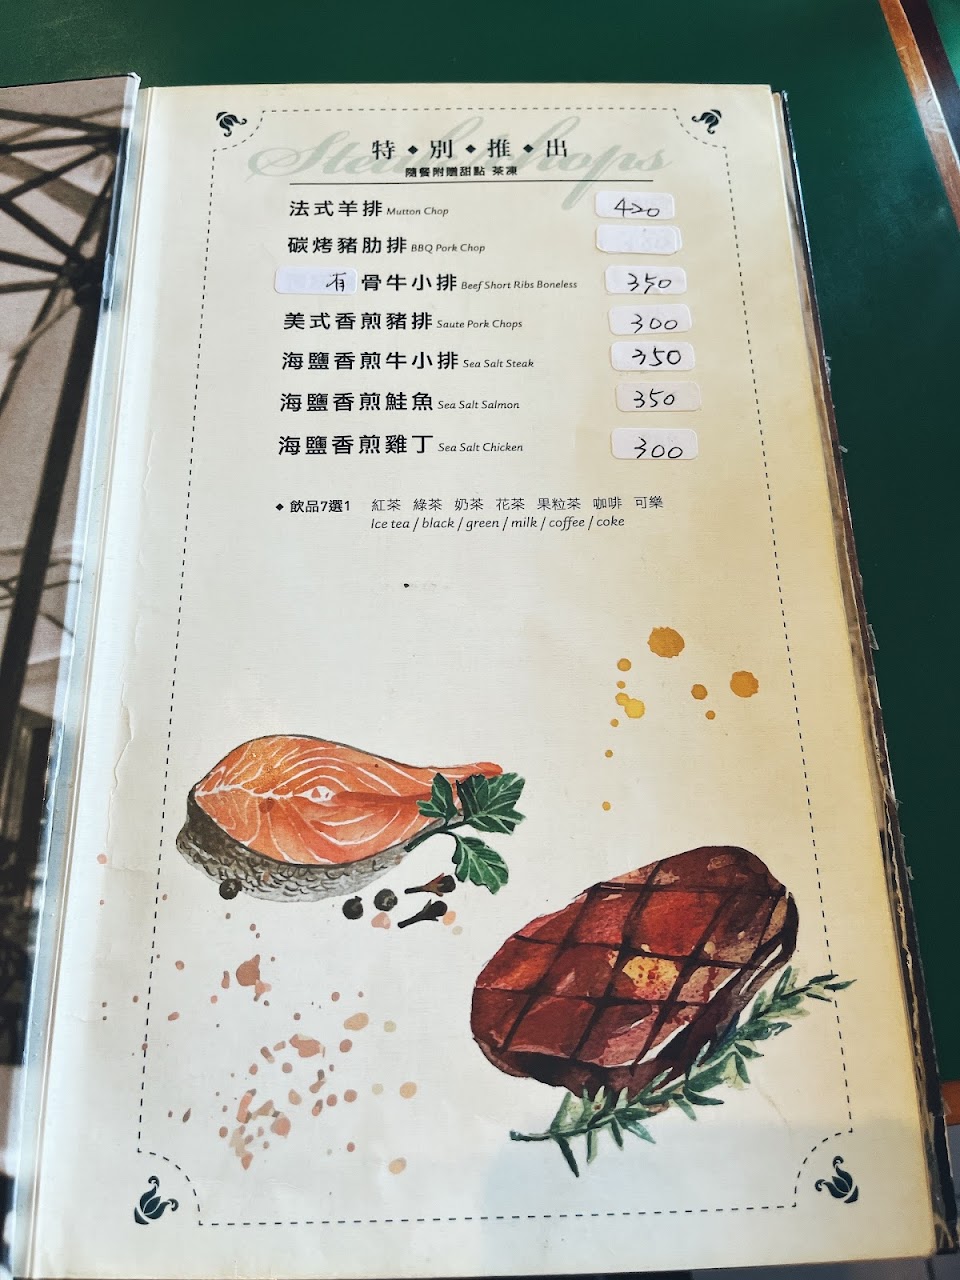 Steak Chops
特◆別◆推◆出
隨餐附贈甜點 茶凍
法式羊排 Mutton Chop 420
碳烤豬肋排 BBQ Pork Chop
有骨牛小排 Beef Short Ribs Boneless 350
美式香煎豬排 Saute Pork Chops 300
海鹽香煎牛小排 Sea Salt Steak 350
海鹽香煎鮭魚 Sea Salt Salmon 350
海鹽香煎雞丁 Sea Salt Chicken 300
◆ 飲品7選1 紅茶 綠茶 奶茶 花茶 果粒茶 咖啡 可樂
Ice tea / black / green / milk / coffee / coke